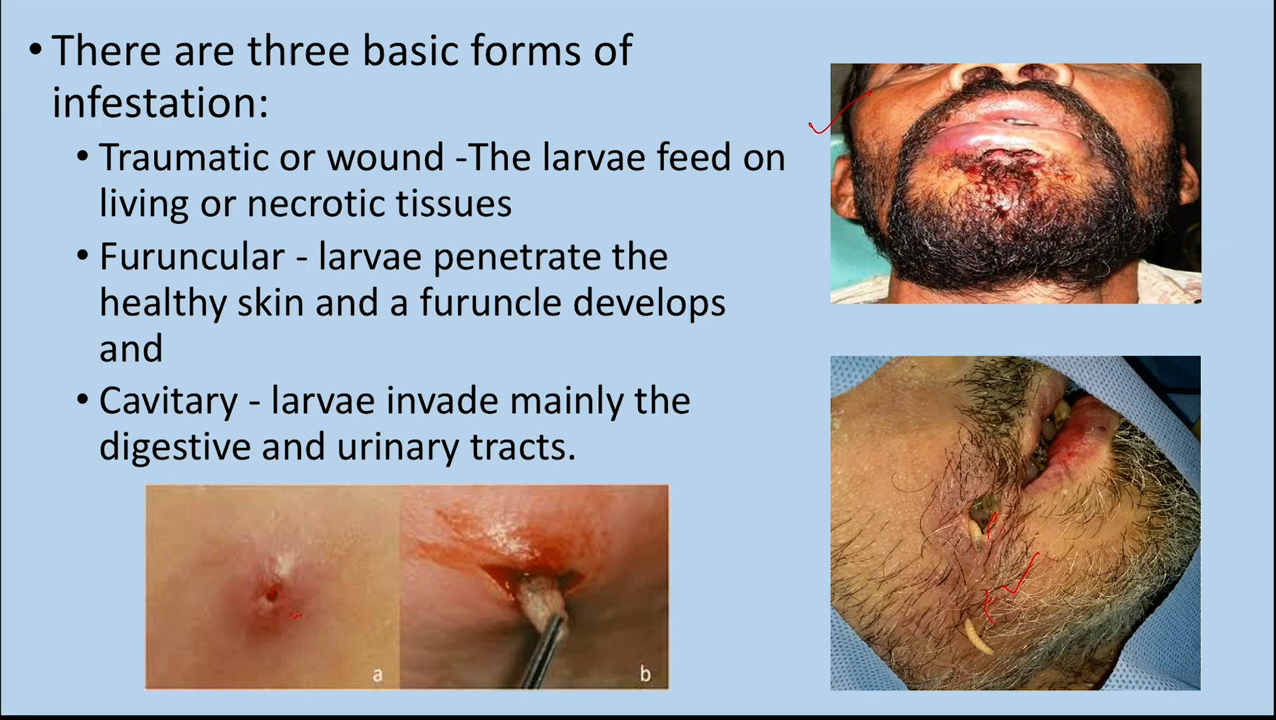 • There are three basic forms of
infestation:
• Traumatic or wound -The larvae feed on
living or necrotic tissues
• Furuncular - larvae penetrate the
healthy skin and a furuncle develops
and
• Cavitary - larvae invade mainly the
digestive and urinary tracts.
a
b